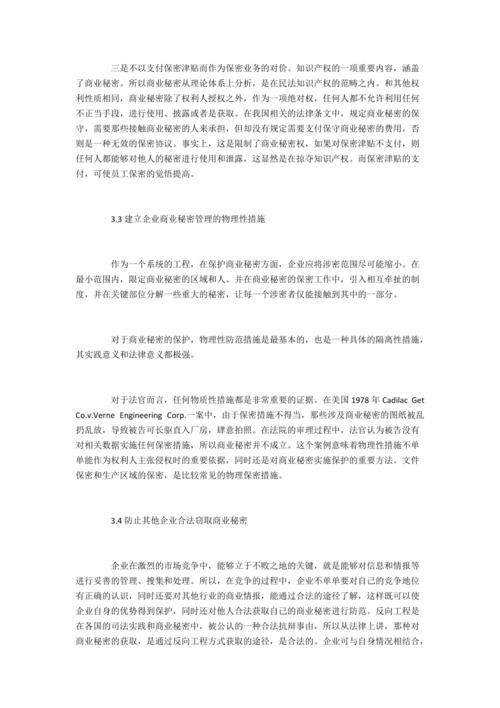 三是不以支付保密津贴而作为保密业务的对价。知识产权的一项重要内容，涵盖
了商业秘密。所以商业秘密从理论体系上分析，是在民法知识产权的范畴之内。和其他权
利性质相同，商业秘密除了权利人授权之外，作为一项绝对权，任何人都不允许利用任何
不正当手段，进行使用、披露或者是获取。在我国相关的法律条文中，规定商业秘密的保
守，需要那些接触商业秘密的人来承担，但却没有规定需要支付保守商业秘密的费用，否
则是一种无效的保密协议。事实上，这是限制了商业秘密权，如果对保密津贴不支付，则
任何人都能够对他人的秘密进行使用和泄露，这显然是在掠夺知识产权。而保密津贴的支
付，可使员工保密的觉悟提高。
3.3 建立企业商业秘密管理的物理性措施
作为一个系统的工程，在保护商业秘密方面，企业应将涉密范围尽可能缩小。在
最小范围内，限定商业秘密的区域和人。并在商业秘密的保密工作中，引入相互牵扯的制
度，并在关键部位分解一些重大的秘密，让每一个涉密者仅能接触到其中的一部分。
对于商业秘密的保护，物理性防范措施是最基本的，也是一种具体的隔离性措施，
其实践意义和法律意义都极强。
对于法官而言，任何物质性措施都是非常重要的证据。在美国 1978 年 Cadilac Get
Co.v.Verne Engineering Corp.一案中，由于保密措施不得当，那些涉及商业秘密的图纸被乱
扔乱放，导致被告可长驱直入厂房，肆意拍照。在法院的审理过程中，法官认为被告没有
对相关数据实施任何保密措施，所以商业秘密并不成立。这个案例意味着物理性措施不单
单能作为权利人主张侵权时的重要依据，同时还是对商业秘密实施保护的重要方法。文件
保密和生产区域的保密，是比较常见的物理保密措施。
3.4 防止其他企业合法窃取商业秘密
企业在激烈的市场竞争中，能够立于不败之地的关键，就是能够对信息和情报等
进行妥善的管理、搜集和处理。所以，在竞争的过程中，企业不单单要对自己的竞争地位
有正确的认识，同时还要对其他行业的商业情报，能通过合法的途径了解，这样既可以使
企业自身的优势得到保护，同时还对他人合法获取自己的商业秘密进行防范。反向工程是
在各国的司法实践和商业秘密中，被公认的一种合法抗辩事由，所以从法律上讲，那种对
商业秘密的获取，是通过反向工程方式获取的途径，是合法的。企业可与自身情况相结合，